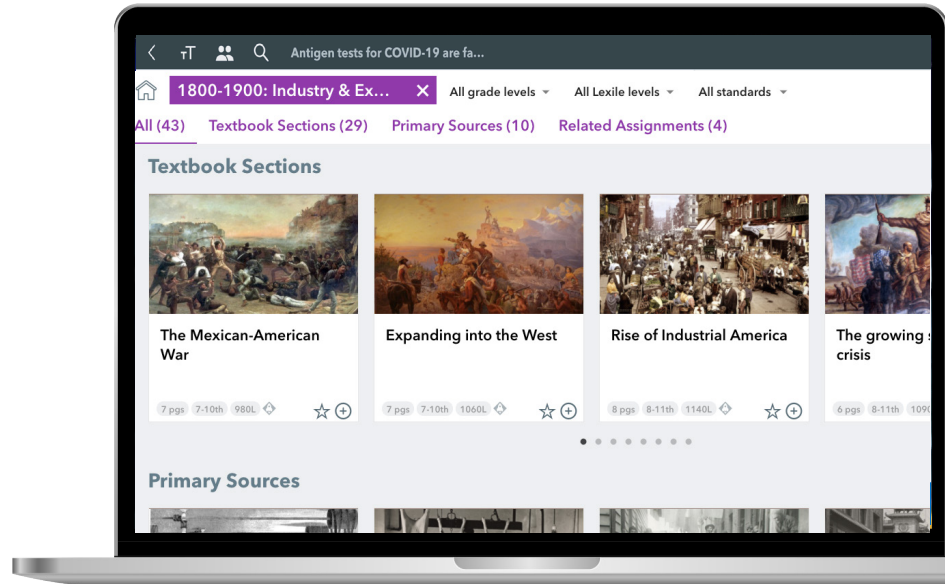 тT Antigen tests for COVID-19 are fa...
1800-1900: Industry & Ex... All grade levels All Lexile levels All standards
All (43) Textbook Sections (29) Primary Sources (10) Related Assignments (4)
Textbook Sections
The Mexican-American
War
7 pgs 7-10th 980L
Expanding into the West
7 pgs 7-10th 1060L
Rise of Industrial America
8 pgs 8-11th 1140L
The growing
crisis
6 pgs 8-11th
Primary Sources